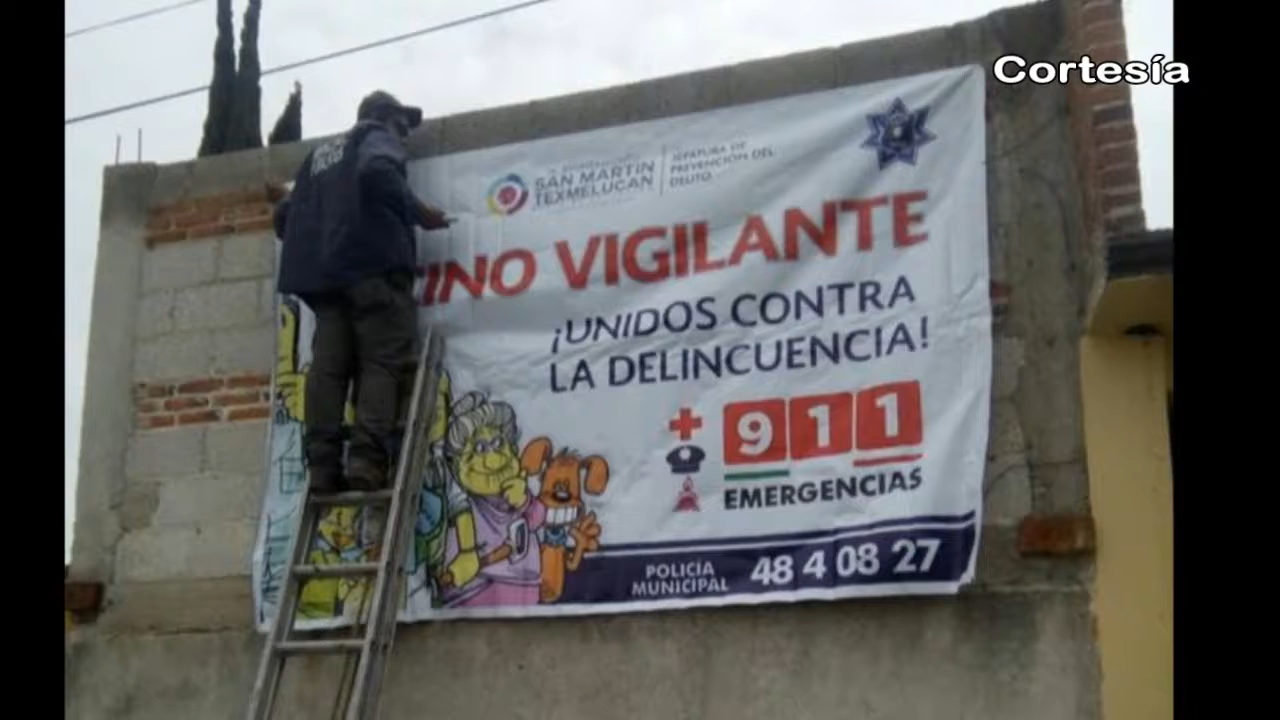 Cortesía
SAN MARTÍN
TEXMELUCAN
JEFATURA DE
PREVENCIÓN DEL
DELITO
CINO VIGILANTE
¡UNIDOS CONTRA
LA DELINCUENCIA!
911
EMERGENCIAS
POLICÍA
MUNICIPAL
48 4 08 27